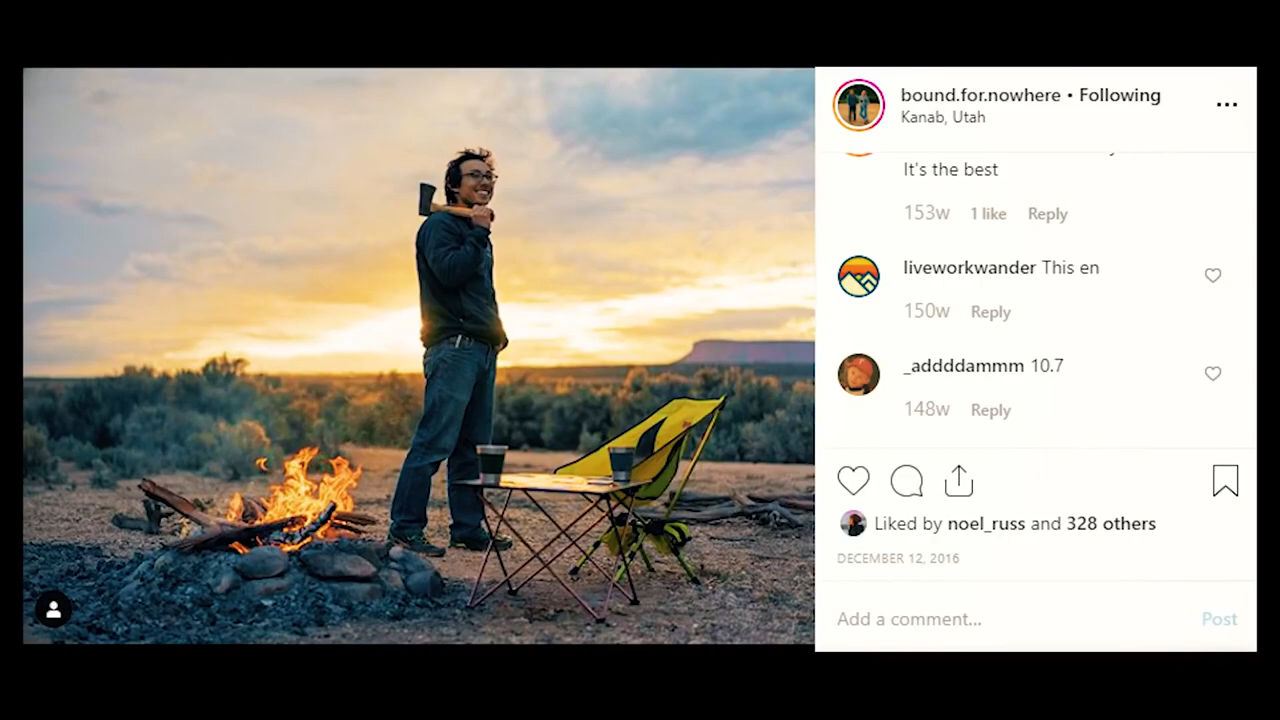 bound.for.nowhere • Following
Kanab, Utah
It's the best
153w 1 like Reply
liveworkwander This en
150w Reply
_addddammm 10.7
148w Reply
Liked by noel_russ and 328 others
DECEMBER 12, 2016
Add a comment... Post